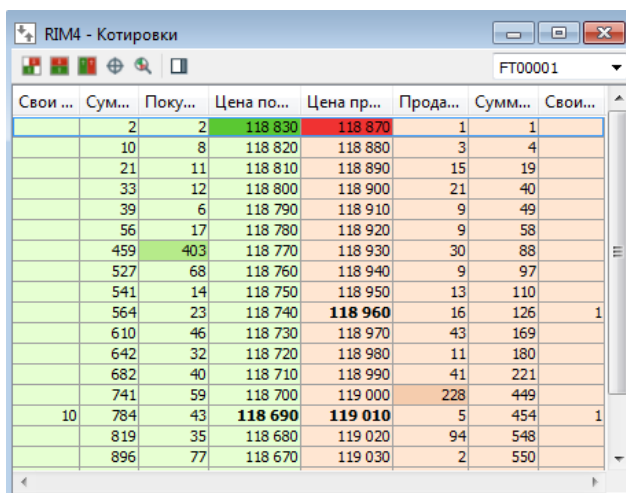 RIM4 - Котировки
FT00001
Свои ... Сум... Поку... Цена по... Цена пр... Прода... Сумм... Свои...
2 2 118 830 118 870 1 1
10 8 118 820 118 880 3 4
21 11 118 810 118 890 15 19
33 12 118 800 118 900 21 40
39 6 118 790 118 910 9 49
56 17 118 780 118 920 9 58
459 403 118 770 118 930 30 88
527 68 118 760 118 940 9 97
541 14 118 750 118 950 13 110
564 23 118 740 118 960 16 126 1
610 46 118 730 118 970 43 169
642 32 118 720 118 980 11 180
682 40 118 710 118 990 41 221
741 59 118 700 119 000 228 449
10 784 43 118 690 119 010 5 454 1
819 35 118 680 119 020 94 548
896 77 118 670 119 030 2 550